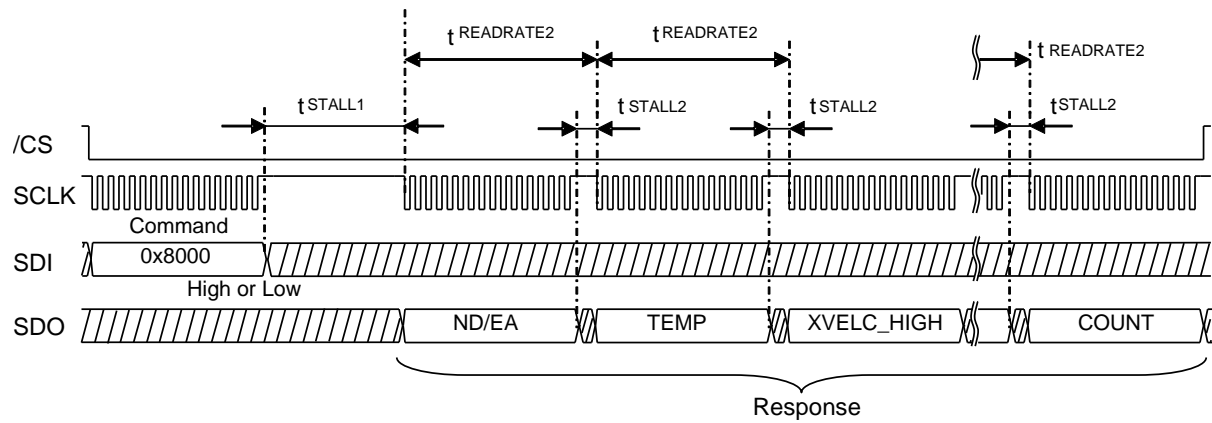 tREADRATE2 tREADRATE2 tREADRATE2
tSTALL1 tSTALL2 tSTALL2 tSTALL2
/CS
SCLK
Command
SDI 0x8000
High or Low
SDO ND/EA TEMP XVELC_HIGH COUNT
Response